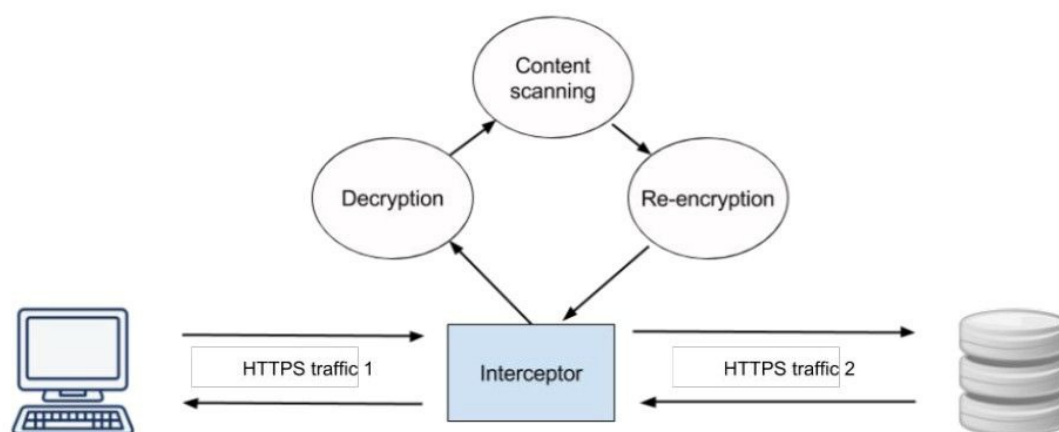 Content
scanning
Decryption
Re-encryption
HTTPS traffic 1
Interceptor
HTTPS traffic 2